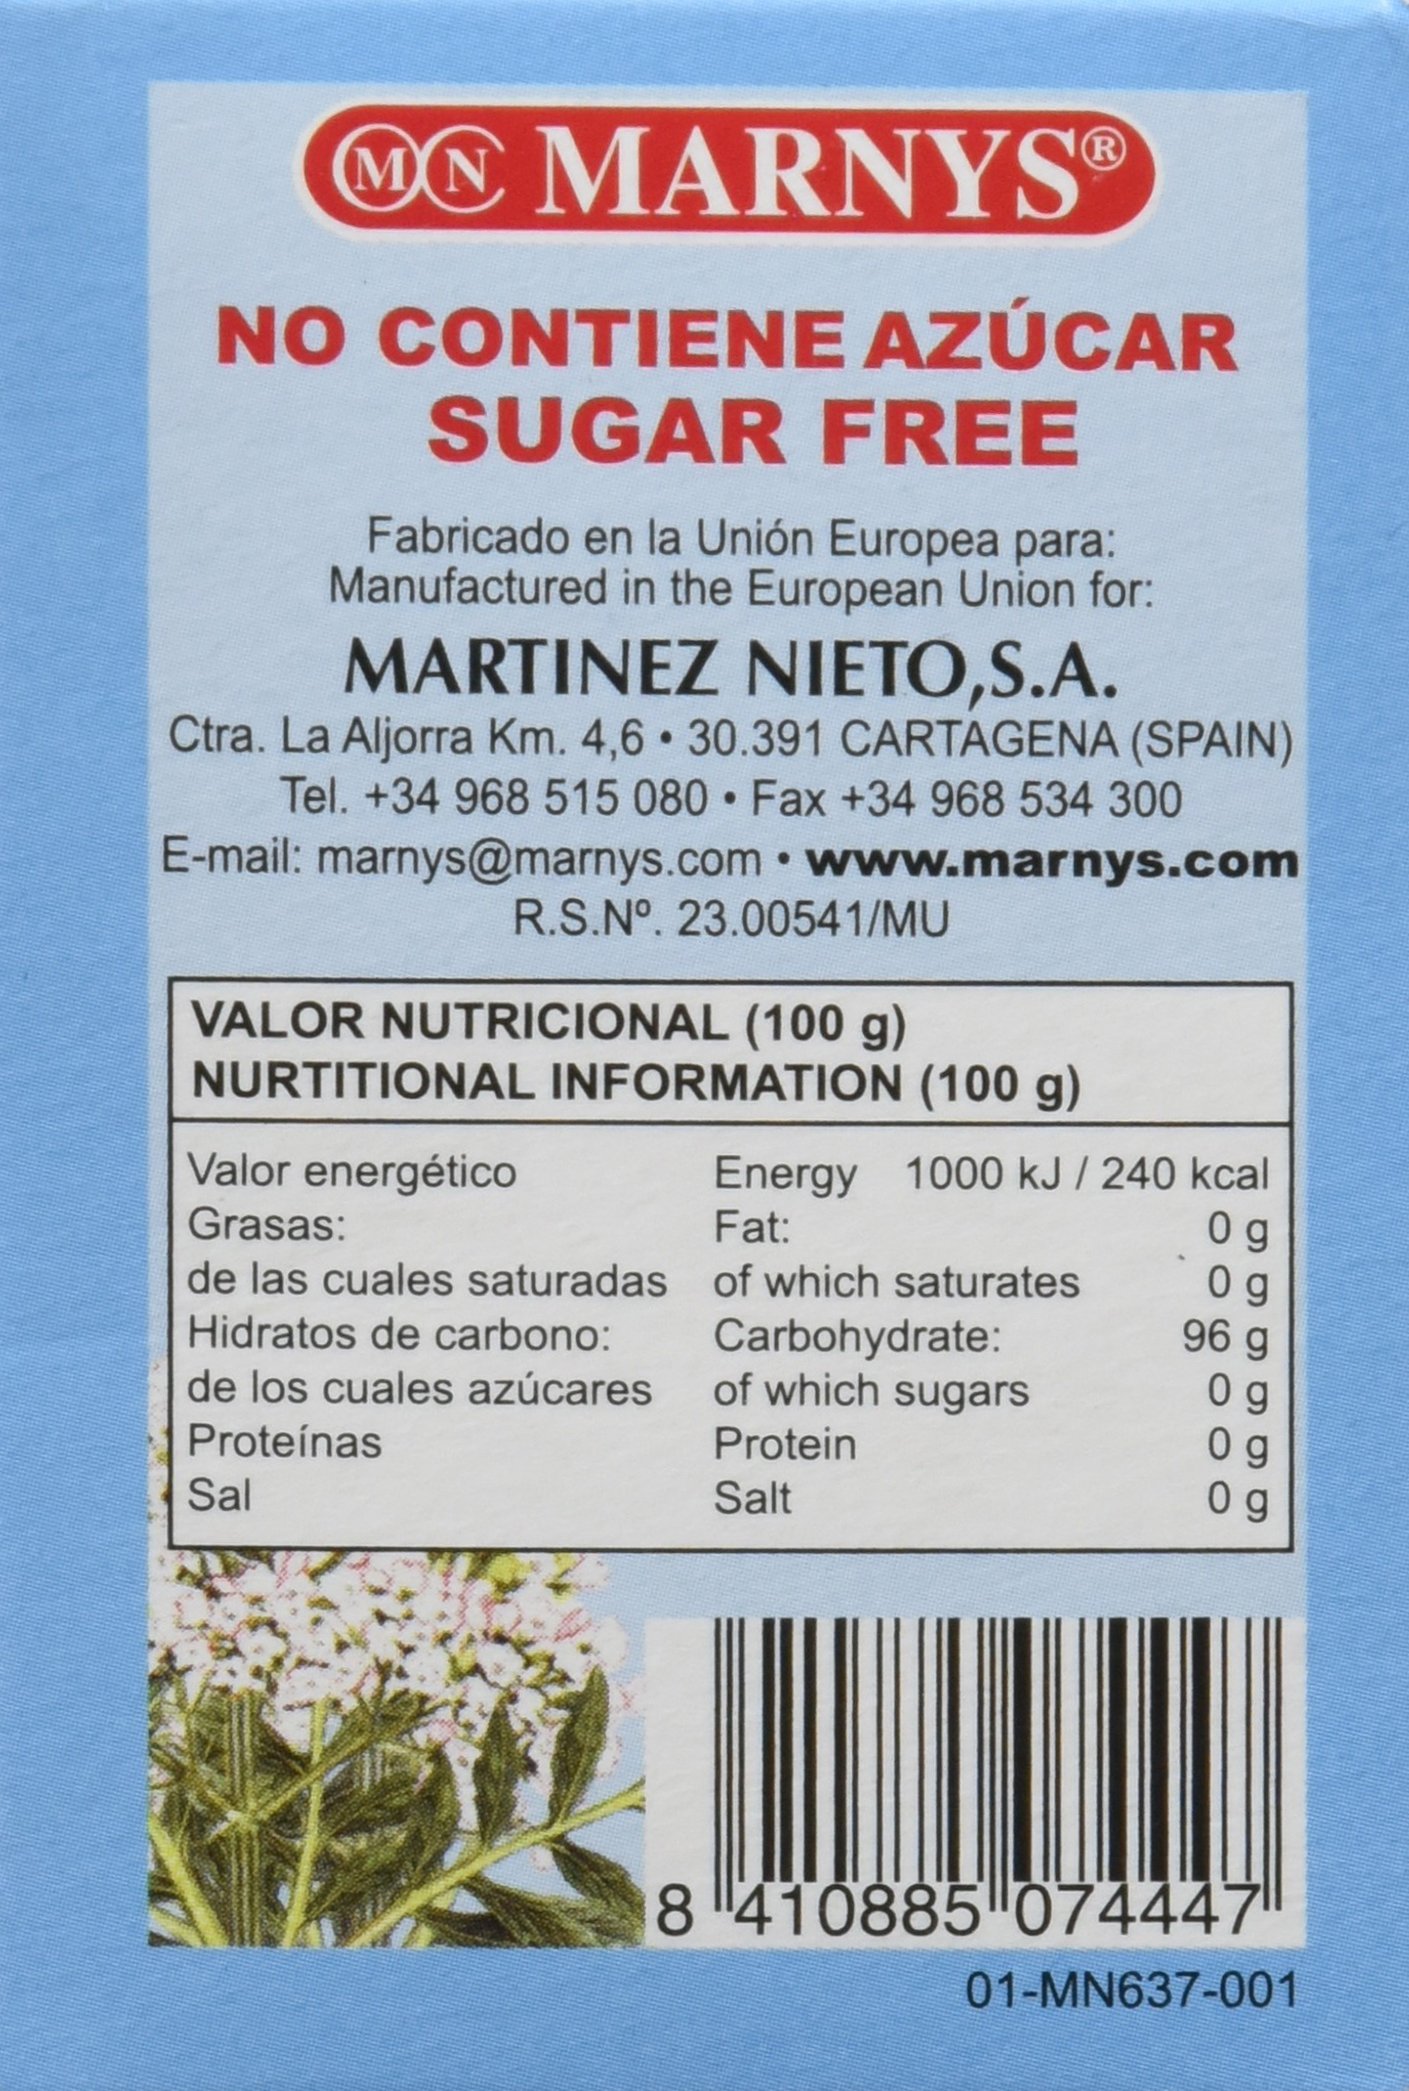 MN MARNYS®
NO CONTIENE AZÚCAR
SUGAR FREE
Fabricado en la Unión Europea para:
Manufactured in the European Union for:
MARTINEZ NIETO,S.A.
Ctra. La Aljorra Km. 4,6 • 30.391 CARTAGENA (SPAIN)
Tel. +34 968 515 080 • Fax +34 968 534 300
E-mail: marnys@marnys.com • www.marnys.com
R.S.Nº. 23.00541/MU
VALOR NUTRICIONAL (100 g)
NURTITIONAL INFORMATION (100 g)
Valor energético Energy 1000 kJ / 240 kcal
Grasas: Fat: 0 g
de las cuales saturadas of which saturates 0 g
Hidratos de carbono: Carbohydrate: 96 g
de los cuales azúcares of which sugars 0 g
Proteínas Protein 0 g
Sal Salt 0 g
8 410885 074447
01-MN637-001